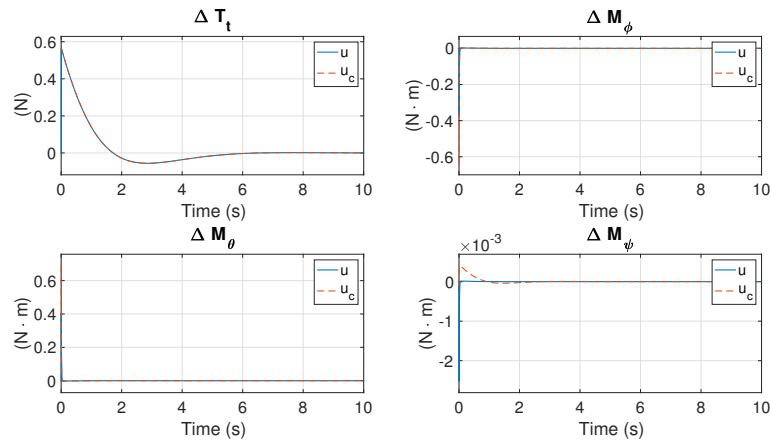 Δ T_t
(N)
0.6
0.4
0.2
0
u
u_c
0 2 4 6 8 10
Time (s)
Δ M_ϕ
(N · m)
0
-0.2
-0.4
-0.6
u
u_c
0 2 4 6 8 10
Time (s)
Δ M_θ
(N · m)
0.6
0.4
0.2
0
u
u_c
0 2 4 6 8 10
Time (s)
Δ M_ψ
×10⁻³
(N · m)
0
-1
-2
u
u_c
0 2 4 6 8 10
Time (s)